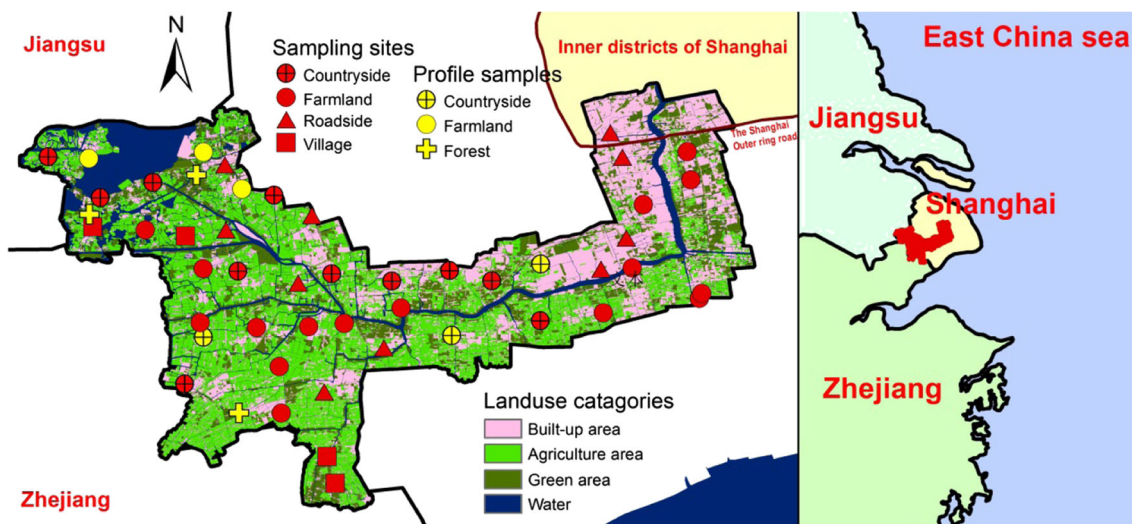 Jiangsu
N
Sampling sites
Countryside
Farmland
Roadside
Village
Profile samples
Countryside
Farmland
Forest
Inner districts of Shanghai
The Shanghai
Outer ring road
Landuse catagories
Built-up area
Agriculture area
Green area
Water
Zhejiang
East China sea
Jiangsu
Shanghai
Zhejiang